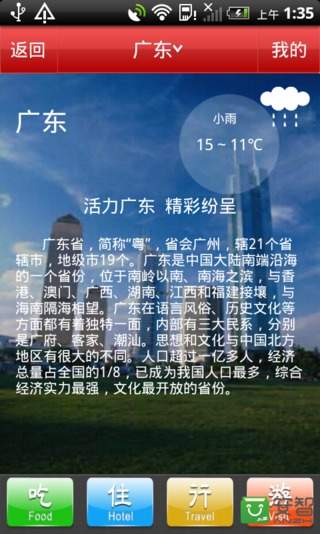 上午 1:35
返回 广东 我的
广东
小雨
15 ~ 11℃
活力广东 精彩纷呈
广东省，简称“粤”，省会广州，辖21个省
辖市，地级市19个。广东是中国大陆南端沿海
的一个省份，位于南岭以南、南海之滨，与香
港、澳门、广西、湖南、江西和福建接壤，与
海南隔海相望。广东在语言风俗、历史文化等
方面都有着独特一面，内部有三大民系，分别
是广府、客家、潮汕。思想和文化与中国北方
地区有很大的不同。人口超过一亿多人，经济
总量占全国的1/8，已成为我国人口最多，综合
经济实力最强，文化最开放的省份。
吃 住 行 游
Food Hotel Travel Visit